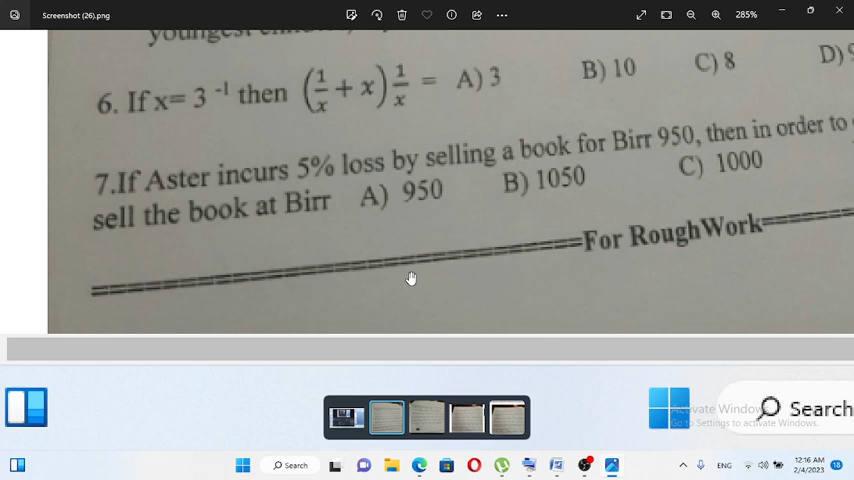 Screenshot (26).png
285%
6. If x= 3 ⁻¹ then (1/x + x) 1/x = A) 3 B) 10 C) 8 D) 9
7.If Aster incurs 5% loss by selling a book for Birr 950, then in order to
sell the book at Birr A) 950 B) 1050 C) 1000
For RoughWork
Search
Activate Windows
Go to Settings to activate Windows.
Search
ENG
12:16 AM
2/4/2023
18